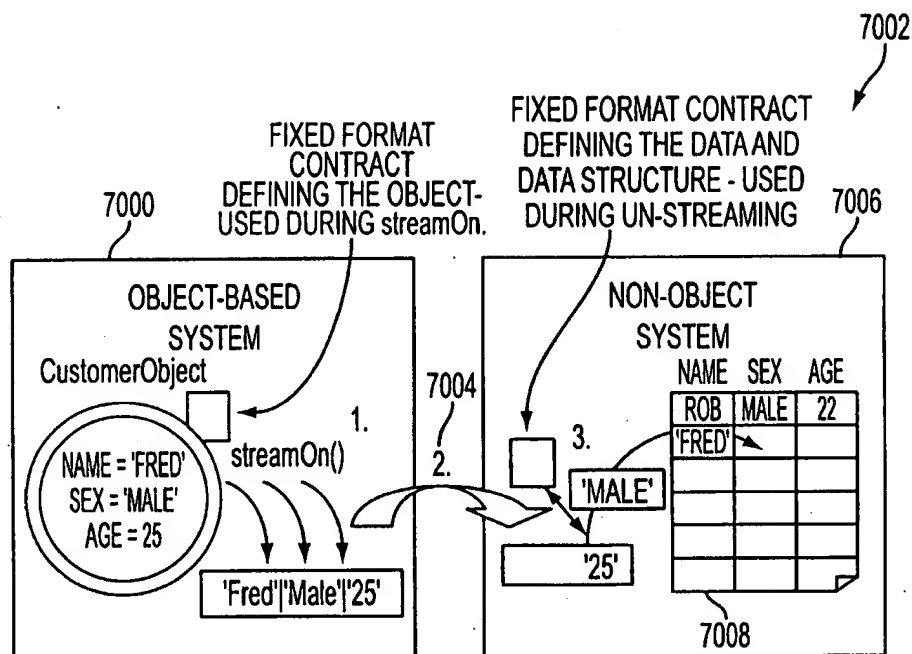 7002
FIXED FORMAT
CONTRACT
DEFINING THE OBJECT-
USED DURING streamOn.
FIXED FORMAT CONTRACT
DEFINING THE DATA AND
DATA STRUCTURE - USED
DURING UN-STREAMING
7000
7006
OBJECT-BASED
SYSTEM
CustomerObject
NAME = 'FRED'
SEX = 'MALE'
AGE = 25
1.
streamOn()
'Fred'|'Mate'|'25'
7004
2.
NON-OBJECT
SYSTEM
NAME SEX AGE
ROB MALE 22
'FRED'
3.
'MALE'
'25'
7008